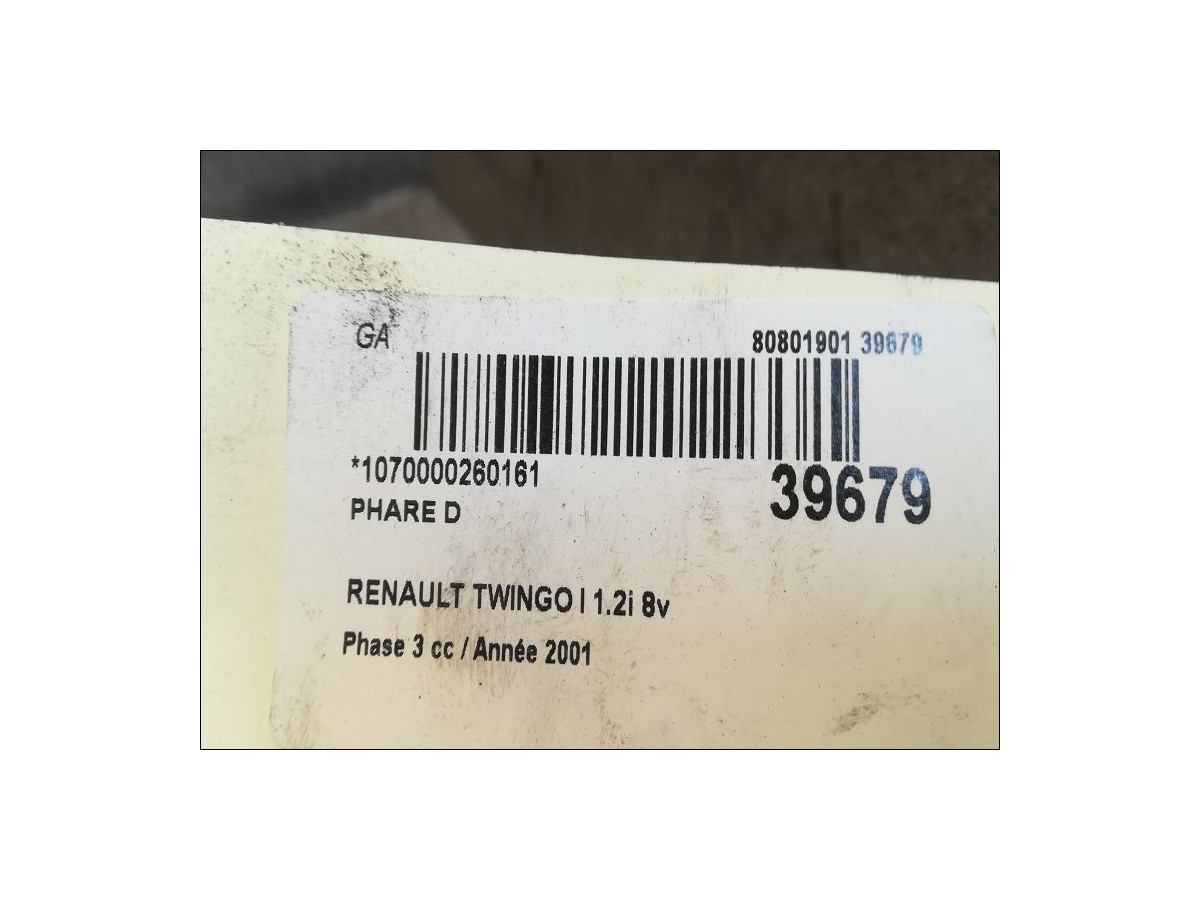 GA
80801901 39679
*1070000260161
39679
PHARE D
RENAULT TWINGO I 1.2i 8v
Phase 3 cc / Année 2001